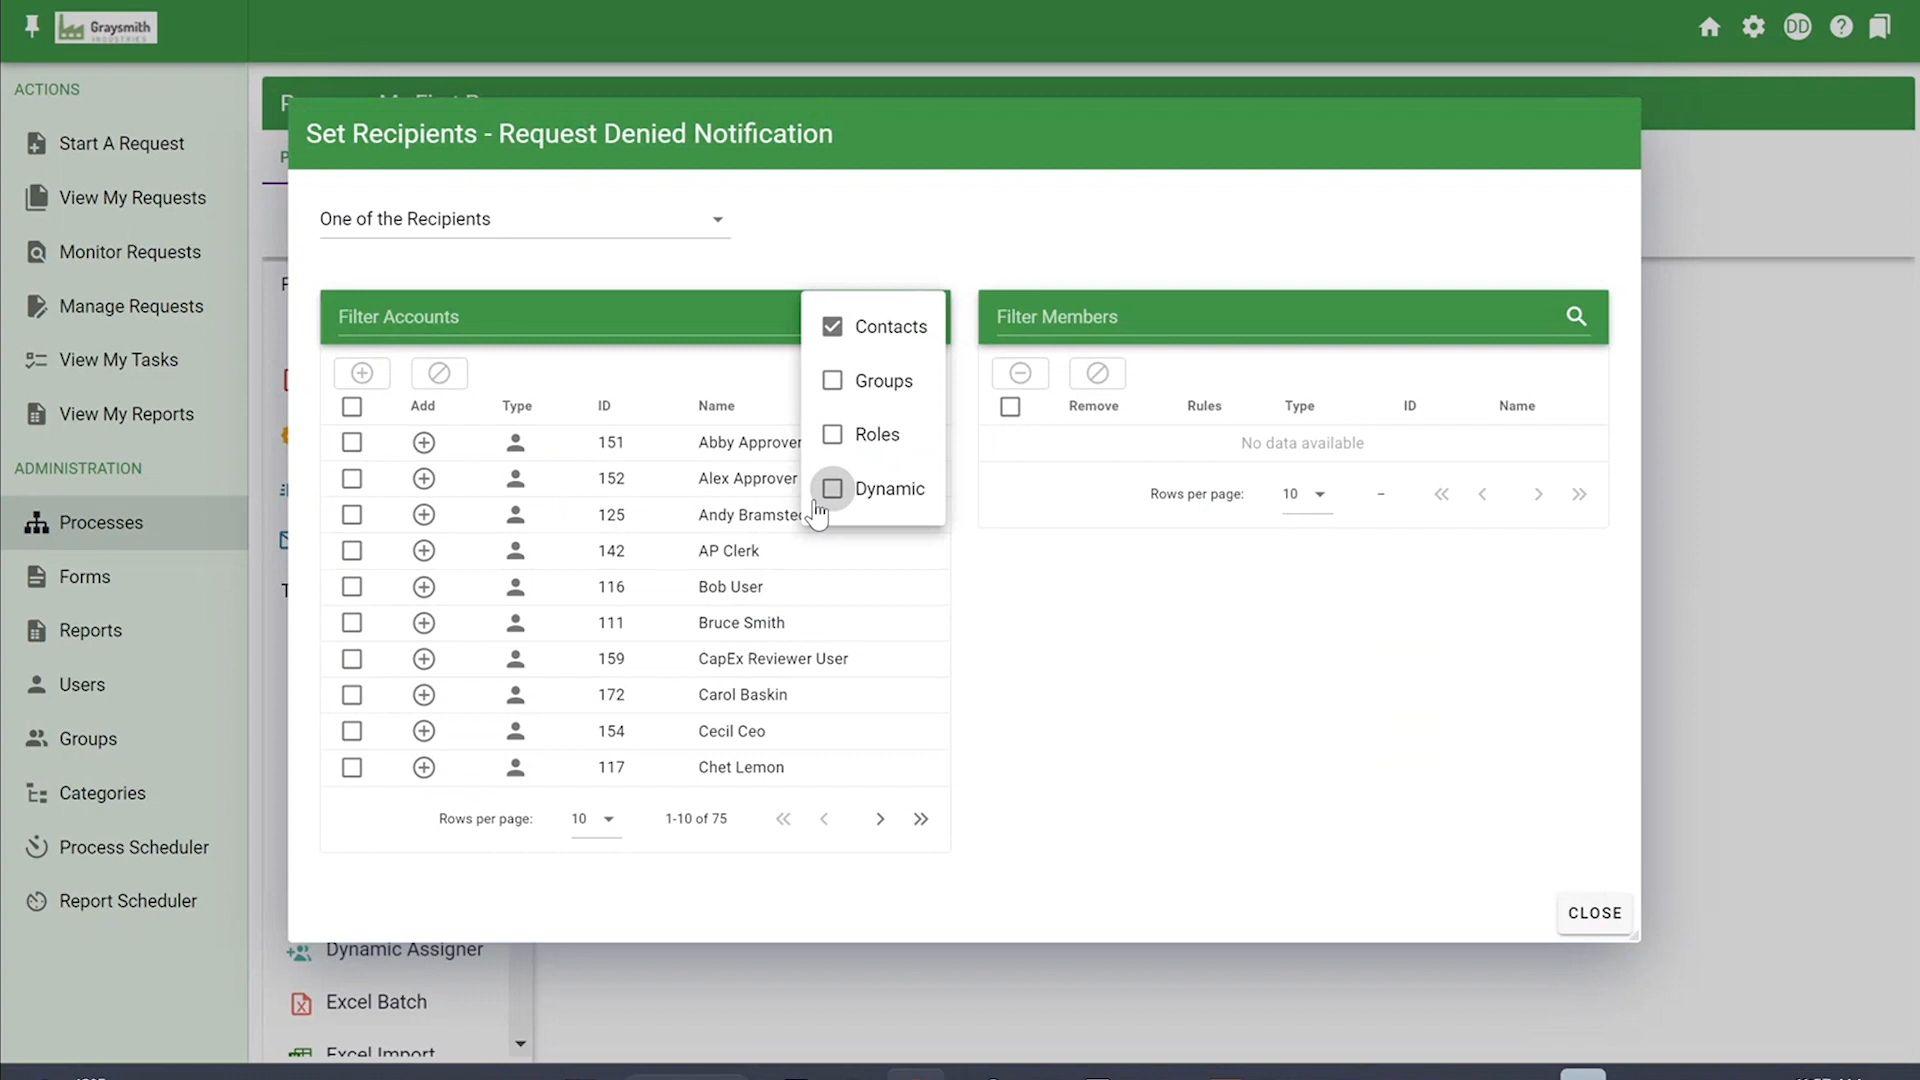 Graysmith
INDUSTRIES
DD
ACTIONS
Start A Request
View My Requests
Monitor Requests
Manage Requests
View My Tasks
View My Reports
ADMINISTRATION
Processes
Forms
Reports
Users
Groups
Categories
Process Scheduler
Report Scheduler
Set Recipients - Request Denied Notification
One of the Recipients
Filter Accounts
Contacts
Groups
Roles
Dynamic
Add Type ID Name
151 Abby Approver
152 Alex Approver
125 Andy Bramsted
142 AP Clerk
116 Bob User
111 Bruce Smith
159 CapEx Reviewer User
172 Carol Baskin
154 Cecil Ceo
117 Chet Lemon
Rows per page: 10 1-10 of 75
Filter Members
Remove Rules Type ID Name
No data available
Rows per page: 10 –
CLOSE
Dynamic Assigner
Excel Batch
Excel Import